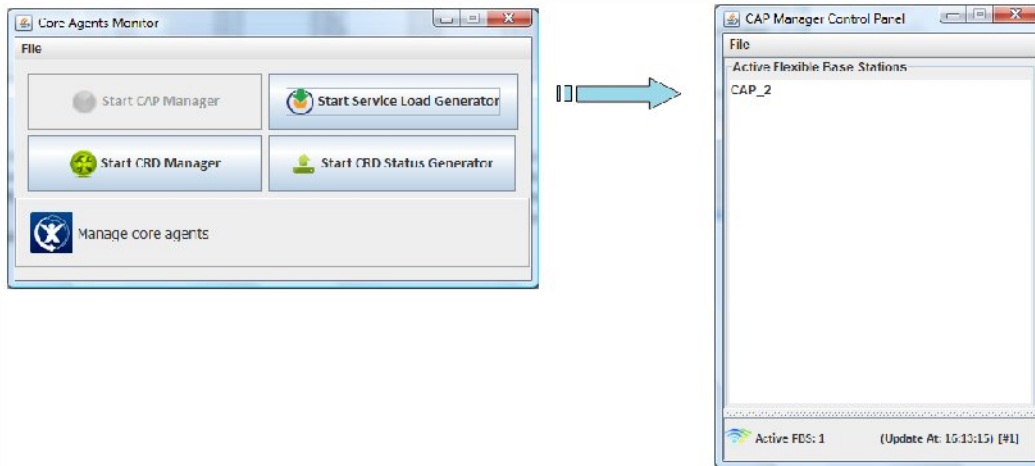 Core Agents Monitor
File
Start CAP Manager
Start Service Load Generator
Start CRD Manager
Start CRD Status Generator
Manage core agents
CAP Manager Control Panel
File
Active Flexible Base Stations
CAP_2
Active FBS: 1 (Update At: 16:13:15) [#1]